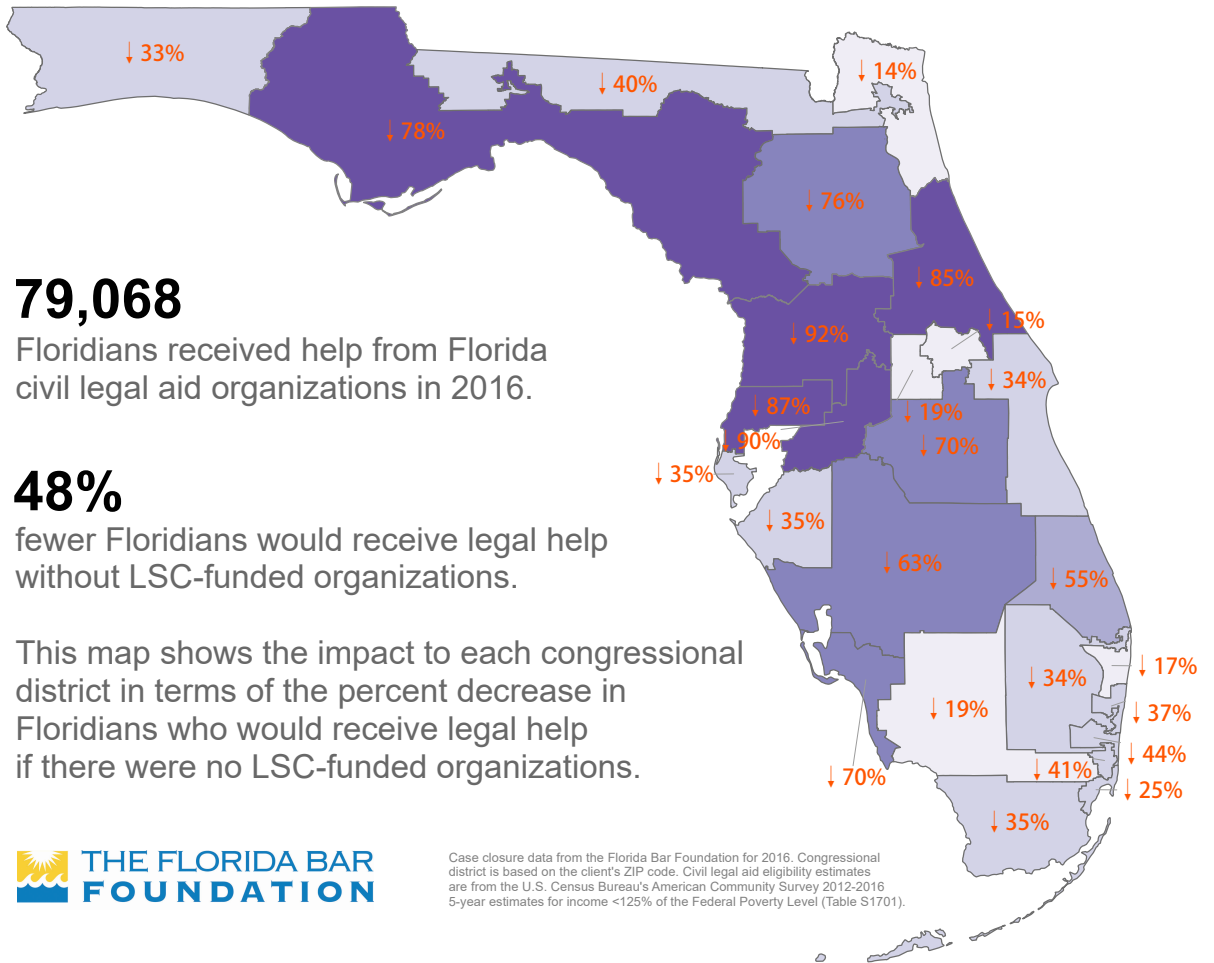 ↓ 33%
↓ 40%
↓ 14%
↓ 78%
↓ 76%
↓ 85%
↓ 15%
↓ 92%
↓ 34%
↓ 87%
↓ 19%
↓ 90%
↓ 70%
↓ 35%
↓ 35%
↓ 63%
↓ 55%
↓ 17%
↓ 34%
↓ 19%
↓ 37%
↓ 44%
↓ 41%
↓ 70%
↓ 25%
↓ 35%
79,068
Floridians received help from Florida
civil legal aid organizations in 2016.
48%
fewer Floridians would receive legal help
without LSC-funded organizations.
This map shows the impact to each congressional
district in terms of the percent decrease in
Floridians who would receive legal help
if there were no LSC-funded organizations.
THE FLORIDA BAR
FOUNDATION
Case closure data from the Florida Bar Foundation for 2016. Congressional
district is based on the client's ZIP code. Civil legal aid eligibility estimates
are from the U.S. Census Bureau's American Community Survey 2012-2016
5-year estimates for income <125% of the Federal Poverty Level (Table S1701).